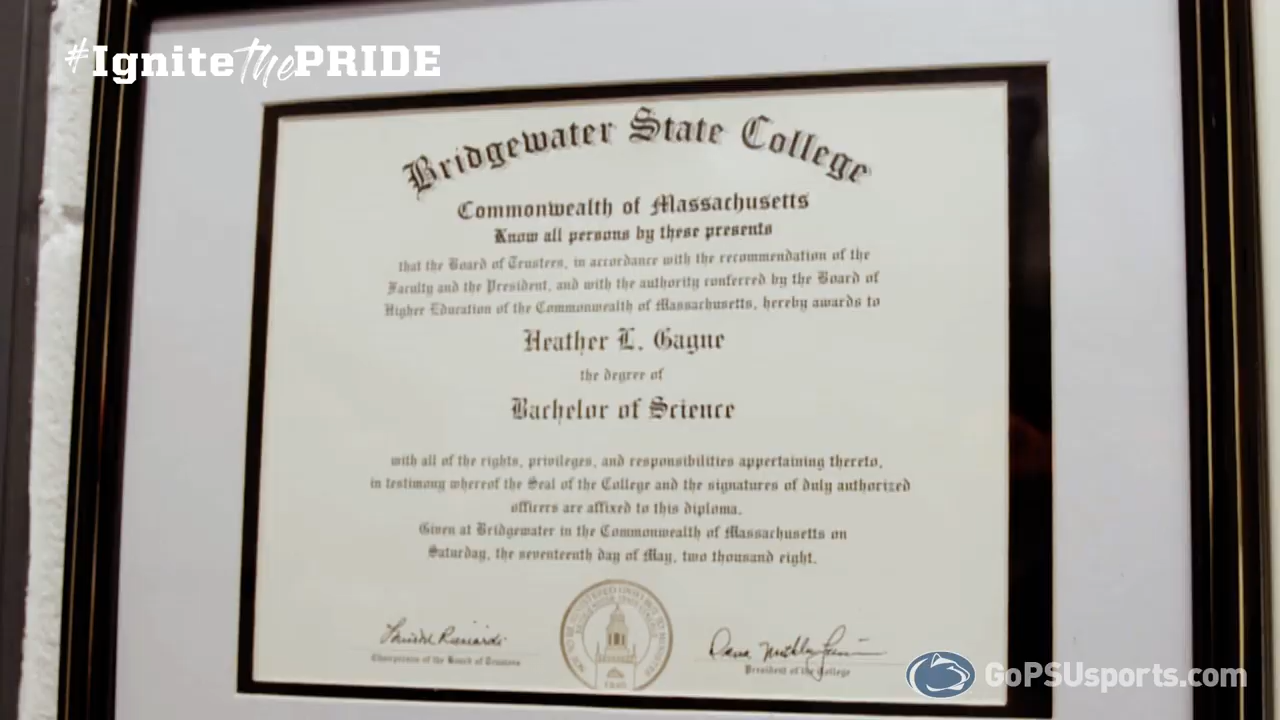 #IgnitethePRIDE
Bridgewater State College
Commonwealth of Massachusetts
Know all persons by these presents
that the Board of Trustees, in accordance with the recommendation of the
Faculty and the President, and with the authority conferred by the Board of
Higher Education of the Commonwealth of Massachusetts, hereby awards to
Heather L. Gagne
the degree of
Bachelor of Science
with all of the rights, privileges, and responsibilities appertaining thereto,
in testimony whereof the Seal of the College and the signatures of duly authorized
officers are affixed to this diploma.
Given at Bridgewater in the Commonwealth of Massachusetts on
Saturday, the seventeenth day of May, two thousand eight.
Chairperson of the Board of Trustees
President of the College
GoPSUsports.com